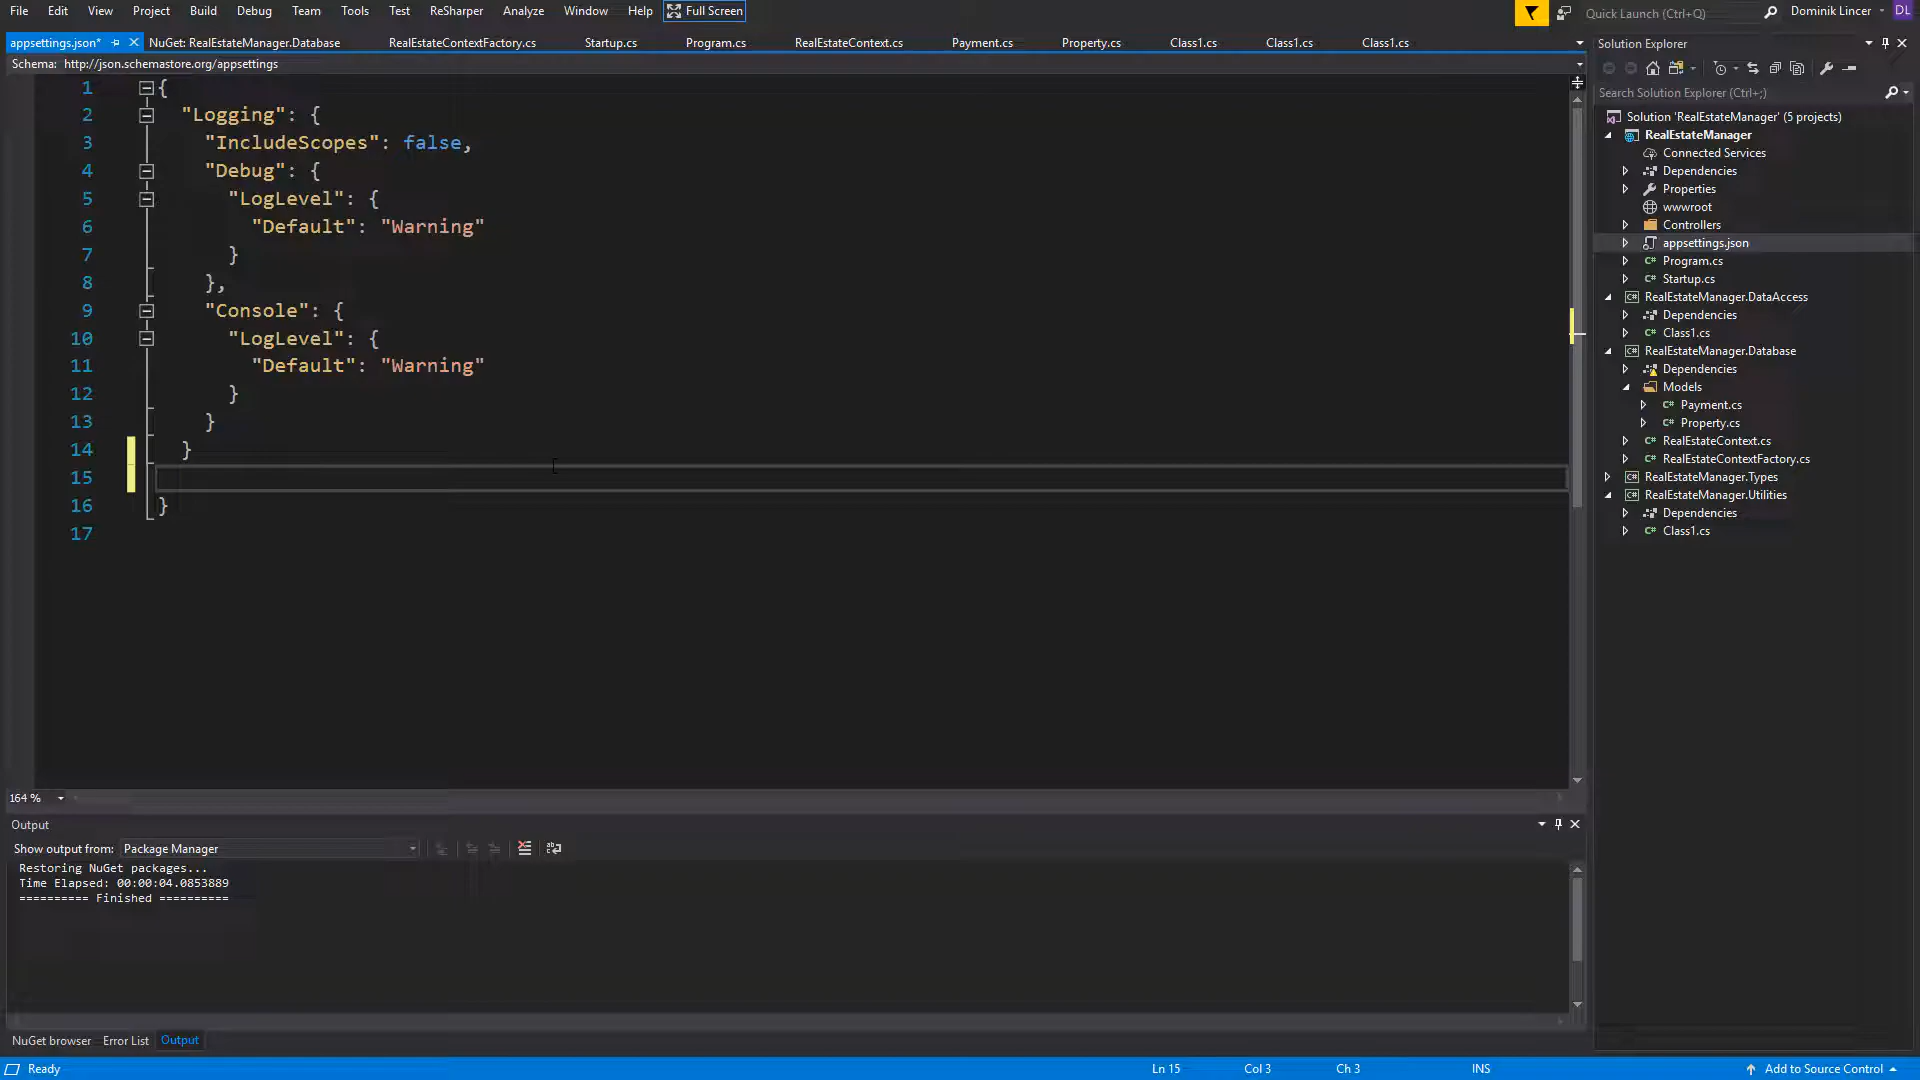 File Edit View Project Build Debug Team Tools Test ReSharper Analyze Window Help Full Screen Quick Launch (Ctrl+Q) Dominik Lincer DL
appsettings.json* NuGet: RealEstateManager.Database RealEstateContextFactory.cs Startup.cs Program.cs RealEstateContext.cs Payment.cs Property.cs Class1.cs Class1.cs Class1.cs
Schema: http://json.schemastore.org/appsettings
1 {
2 "Logging": {
3 "IncludeScopes": false,
4 "Debug": {
5 "LogLevel": {
6 "Default": "Warning"
7 }
8 },
9 "Console": {
10 "LogLevel": {
11 "Default": "Warning"
12 }
13 }
14 }
15
16 }
17
164 %
Output
Show output from: Package Manager
Restoring NuGet packages...
Time Elapsed: 00:00:04.0853889
========== Finished ==========
NuGet browser Error List Output
Solution Explorer
Search Solution Explorer (Ctrl+;)
Solution 'RealEstateManager' (5 projects)
RealEstateManager
Connected Services
Dependencies
Properties
wwwroot
Controllers
appsettings.json
C# Program.cs
C# Startup.cs
C# RealEstateManager.DataAccess
Dependencies
C# Class1.cs
C# RealEstateManager.Database
Dependencies
Models
C# Payment.cs
C# Property.cs
C# RealEstateContext.cs
C# RealEstateContextFactory.cs
C# RealEstateManager.Types
C# RealEstateManager.Utilities
Dependencies
C# Class1.cs
Ready Ln 15 Col 3 Ch 3 INS Add to Source Control